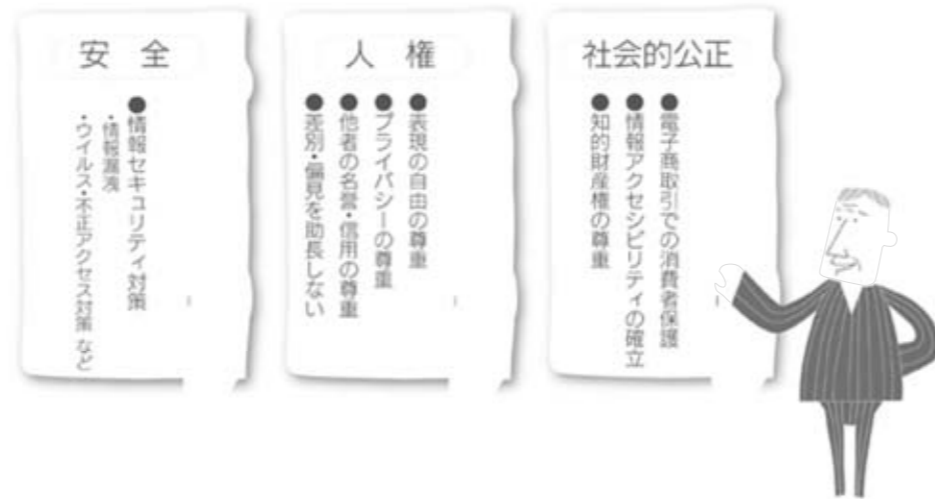 安 全
●情報セキュリティ対策
・情報漏洩
・ウイルス・不正アクセス対策 など
人 権
●表現の自由の尊重
●プライバシーの尊重
●他者の名誉・信用の尊重
●差別・偏見を助長しない
社会的公正
●電子商取引での消費者保護
●情報アクセシビリティの確立
●知的財産権の尊重